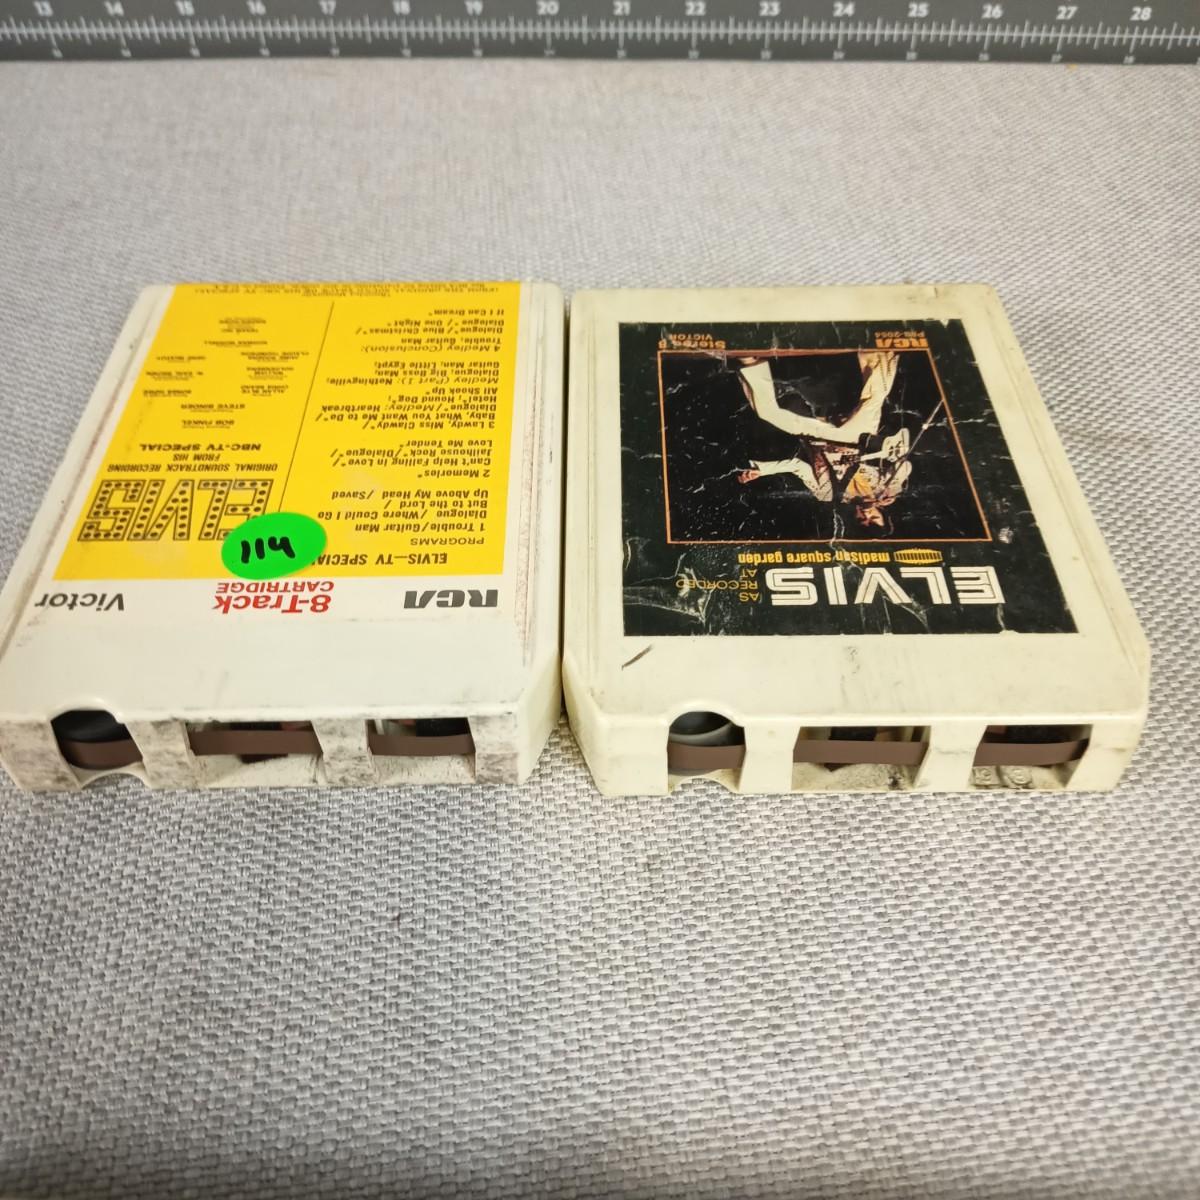 13 14 15 16 17 18 19 20 21 22 23 24 25 26 27 28
RCA
8-Track
CARTRIDGE
Victor
ELVIS—TV SPECIAL
PROGRAMS
1 Trouble/Guitar Man
Dialogue /Where Could I Go
But to the Lord /
Up Above My Head /Saved
2 Memories*
Can't Help Falling in Love*/
Jailhouse Rock*/Dialogue*/
Love Me Tender
3 Lawdy, Miss Clawdy*/
Baby, What You Want Me to Do*/
Dialogue*/Medley: Heartbreak
Hotel*; Hound Dog*;
All Shook Up*
Medley (Part 1): Nothingville;
Dialogue; Big Boss Man;
Guitar Man; Little Egypt;
4 Medley (Conclusion):
Trouble; Guitar Man
Dialogue*/Blue Christmas*/
Dialogue*/One Night*
If I Can Dream*
1114
ELVIS
ORIGINAL SOUNDTRACK RECORDING
FROM HIS
NBC-TV SPECIAL
BOB FINKEL
STEVE BINDER
BONES HOWE
ELVIS
AS
RECORDED
AT
madison square garden
RCA
P8S-2054
Stereo 8
VICTOR